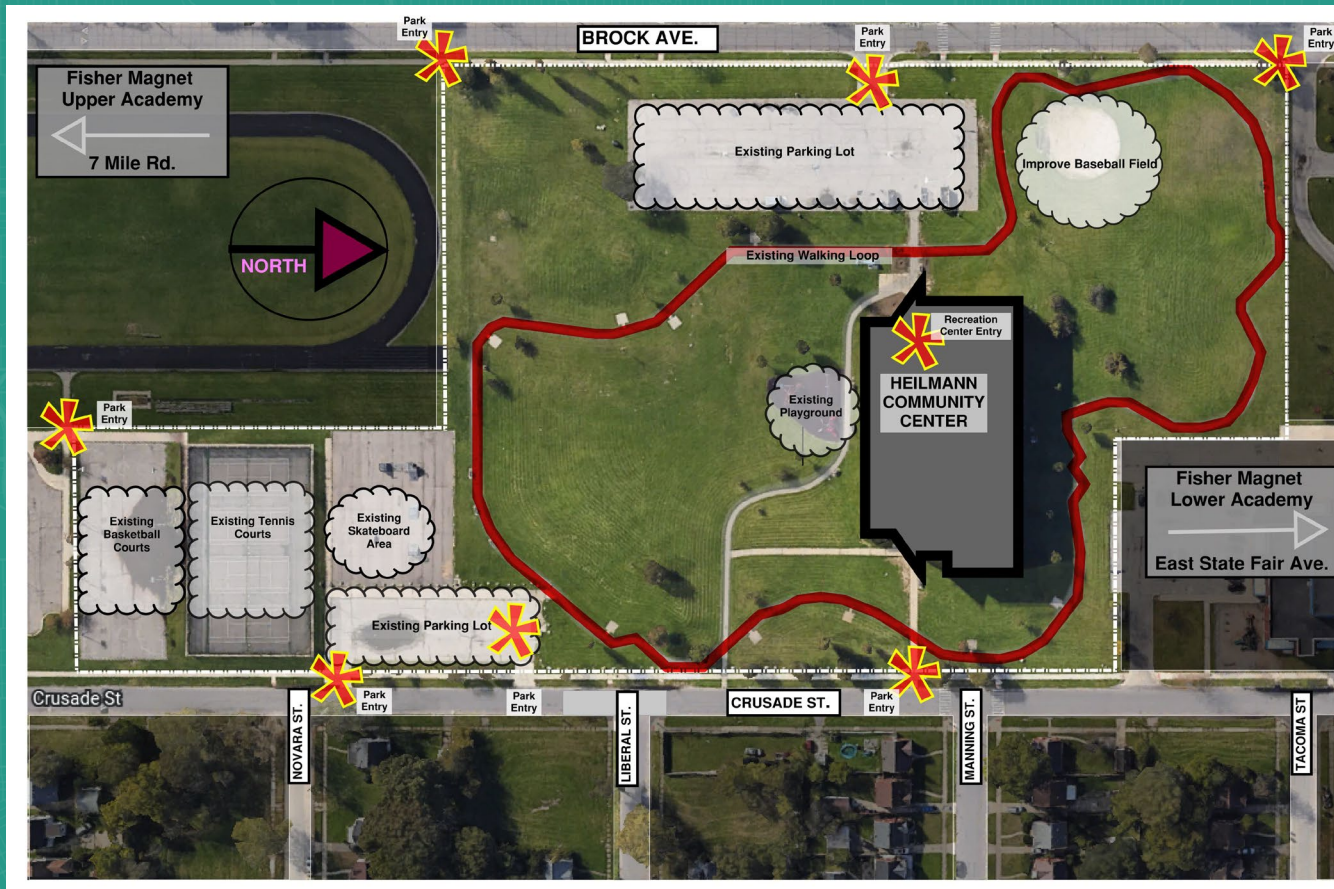 Park
Entry
BROCK AVE.
Park
Entry
Park
Entry
Fisher Magnet
Upper Academy
7 Mile Rd.
Existing Parking Lot
Improve Baseball Field
NORTH
Existing Walking Loop
Recreation
Center Entry
HEILMANN
COMMUNITY
CENTER
Existing
Playground
Park
Entry
Fisher Magnet
Lower Academy
East State Fair Ave.
Existing
Basketball
Courts
Existing Tennis
Courts
Existing
Skateboard
Area
Existing Parking Lot
Crusade St
Park
Entry
Park
Entry
CRUSADE ST.
Park
Entry
NOVARA ST.
LIBERAL ST.
MANNING ST.
TACOMA ST